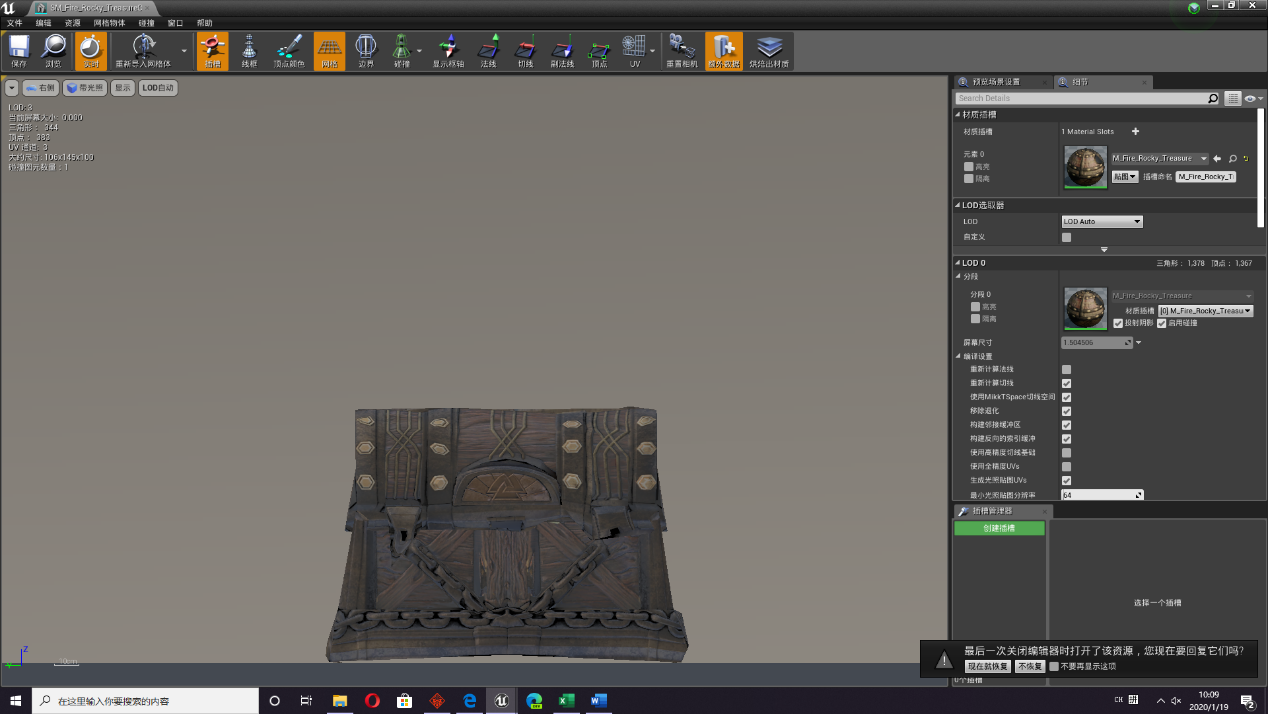 SM_Fire_Rocky_TreasureC
文件 编辑 资源 网格物体 碰撞 窗口 帮助
保存 浏览 实时 重新导入网格体 插槽 线框 顶点颜色 网格 边界 碰撞 显示枢轴 法线 切线 副法线 顶点 UV 重置相机 额外数据 烘焙出材质
右侧 带光照 显示 LOD自动
LOD: 3
当前屏幕大小: 0.080
三角形: 344
顶点: 383
UV 通道: 3
大约尺寸: 106x145x100
碰撞图元数量: 1
Z
Y
10cm
预览场景设置 细节
Search Details
材质插槽
材质插槽 1 Material Slots
元素 0
高亮
隔离
M_Fire_Rocky_Treasure
贴图 插槽命名 M_Fire_Rocky_T
LOD选取器
LOD LOD Auto
自定义
LOD 0 三角形: 1,378 顶点: 1,367
分段
分段 0
高亮
隔离
M_Fire_Rocky_Treasure
材质插槽 [0] M_Fire_Rocky_Treasu
投射阴影 启用碰撞
屏幕尺寸 1.504506
编译设置
重新计算法线
重新计算切线
使用MikkTSpace切线空间
移除退化
构建邻接缓冲区
构建反向的索引缓冲
使用高精度切线基础
使用全精度UVs
生成光照贴图UVs
最小光照贴图分辨率 64
插槽管理器
创建插槽
选择一个插槽
0个插槽
最后一次关闭编辑器时打开了该资源，您现在要回复它们吗?
现在就恢复 不恢复 不要再显示这项
在这里输入你要搜索的内容
10:09
2020/1/19
2